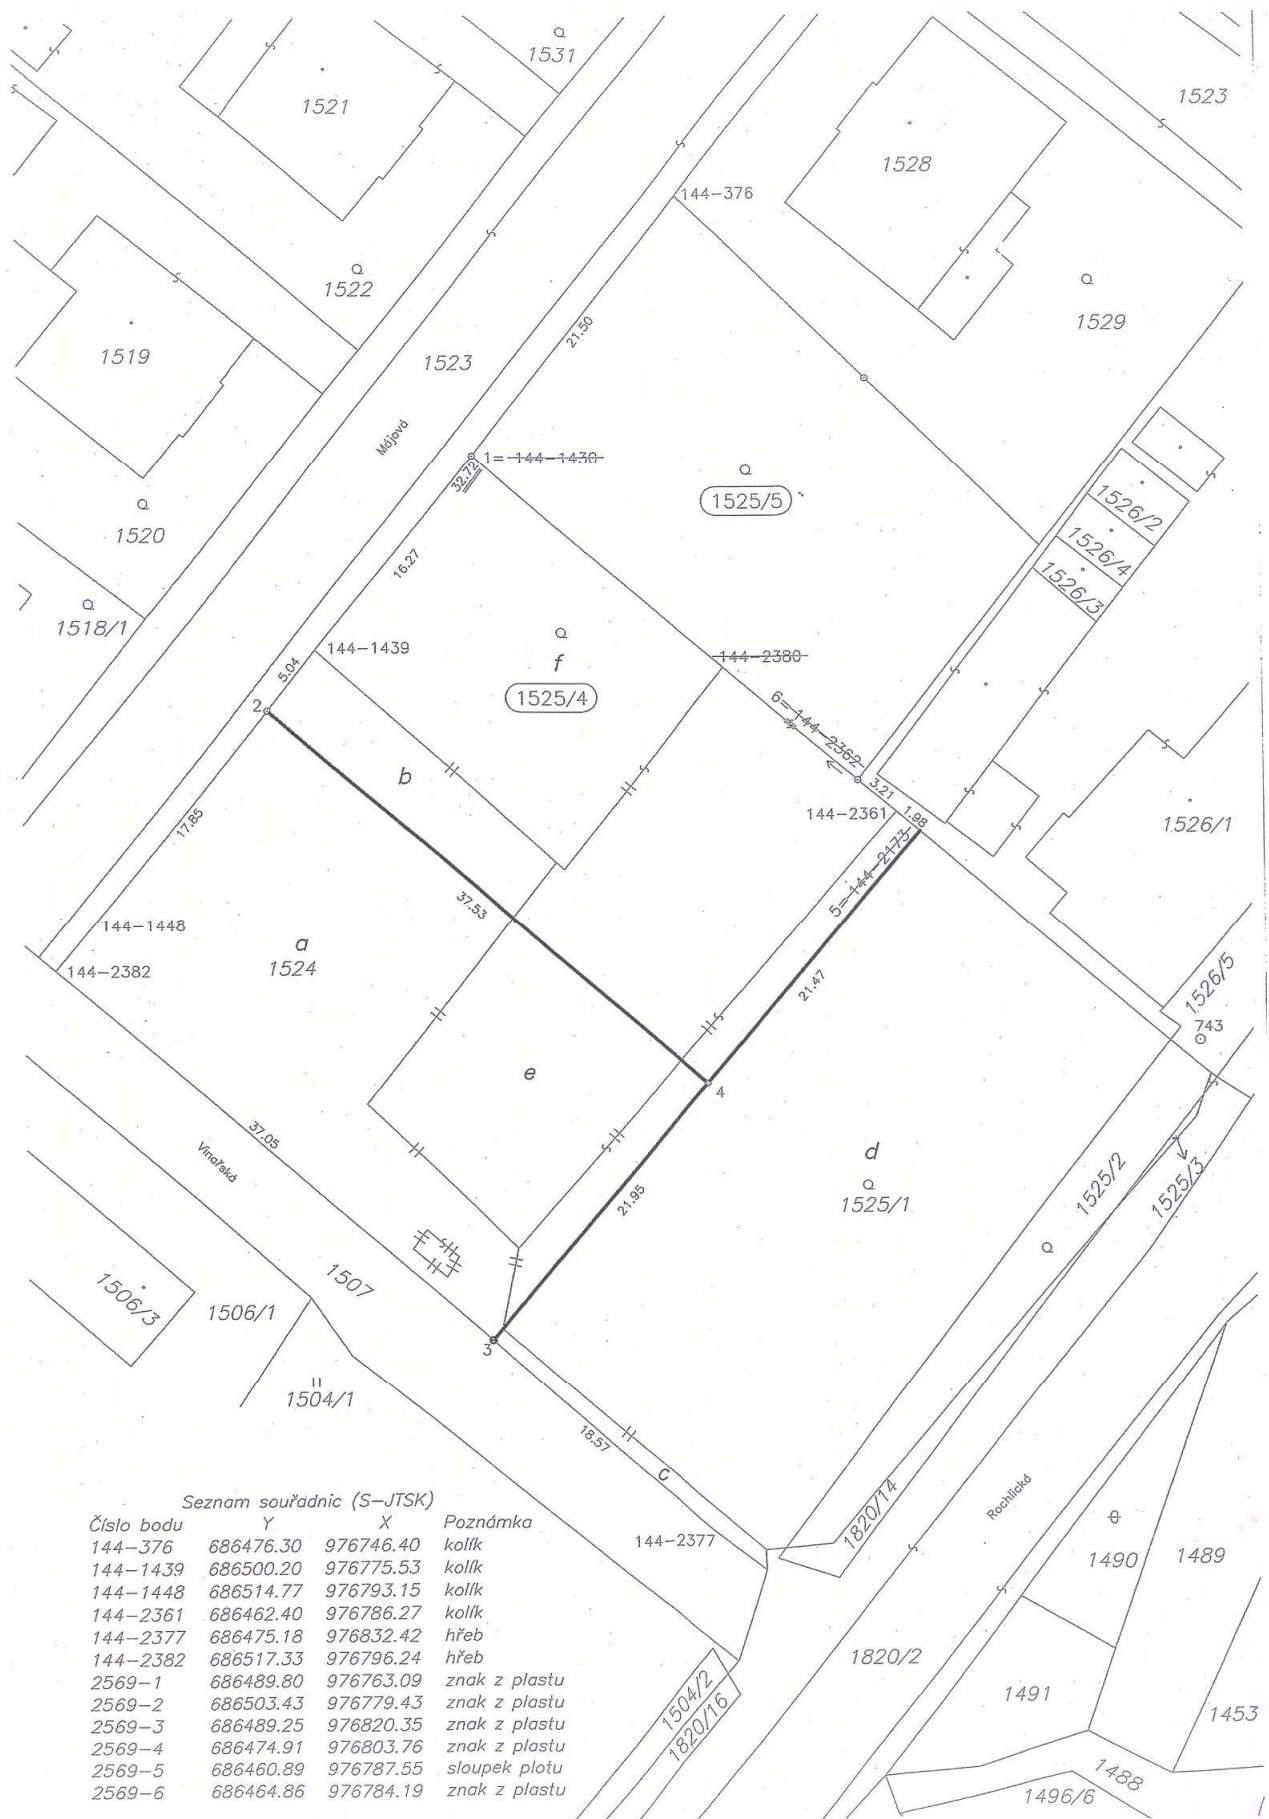 1531
1521
1523
1528
144-376
1522
1529
1519
21.50
1523
Májová
1=144-1430
32.72
1525/5
1526/2
1520
1526/4
16.27
1526/3
1518/1
144-1439
f
144-2380
5.04
1525/4
2
6=144-2362
b
3.21
144-2361
1.98
1526/1
17.85
5=144-2173
37.53
144-1448
a
1524
144-2382
21.47
1526/5
743
e
4
37.05
Vinařská
d
1525/1
1525/2
1525/3
21.95
1507
1506/3
1506/1
3
1504/1
18.57
c
Rochlická
1820/14
144-2377
1490
1489
1820/2
1491
1504/2
1820/16
1453
1488
1496/6
Seznam souřadnic (S-JTSK)
Číslo bodu Y X Poznámka
144-376 686476.30 976746.40 kolík
144-1439 686500.20 976775.53 kolík
144-1448 686514.77 976793.15 kolík
144-2361 686462.40 976786.27 kolík
144-2377 686475.18 976832.42 hřeb
144-2382 686517.33 976796.24 hřeb
2569-1 686489.80 976763.09 znak z plastu
2569-2 686503.43 976779.43 znak z plastu
2569-3 686489.25 976820.35 znak z plastu
2569-4 686474.91 976803.76 znak z plastu
2569-5 686460.89 976787.55 sloupek plotu
2569-6 686464.86 976784.19 znak z plastu